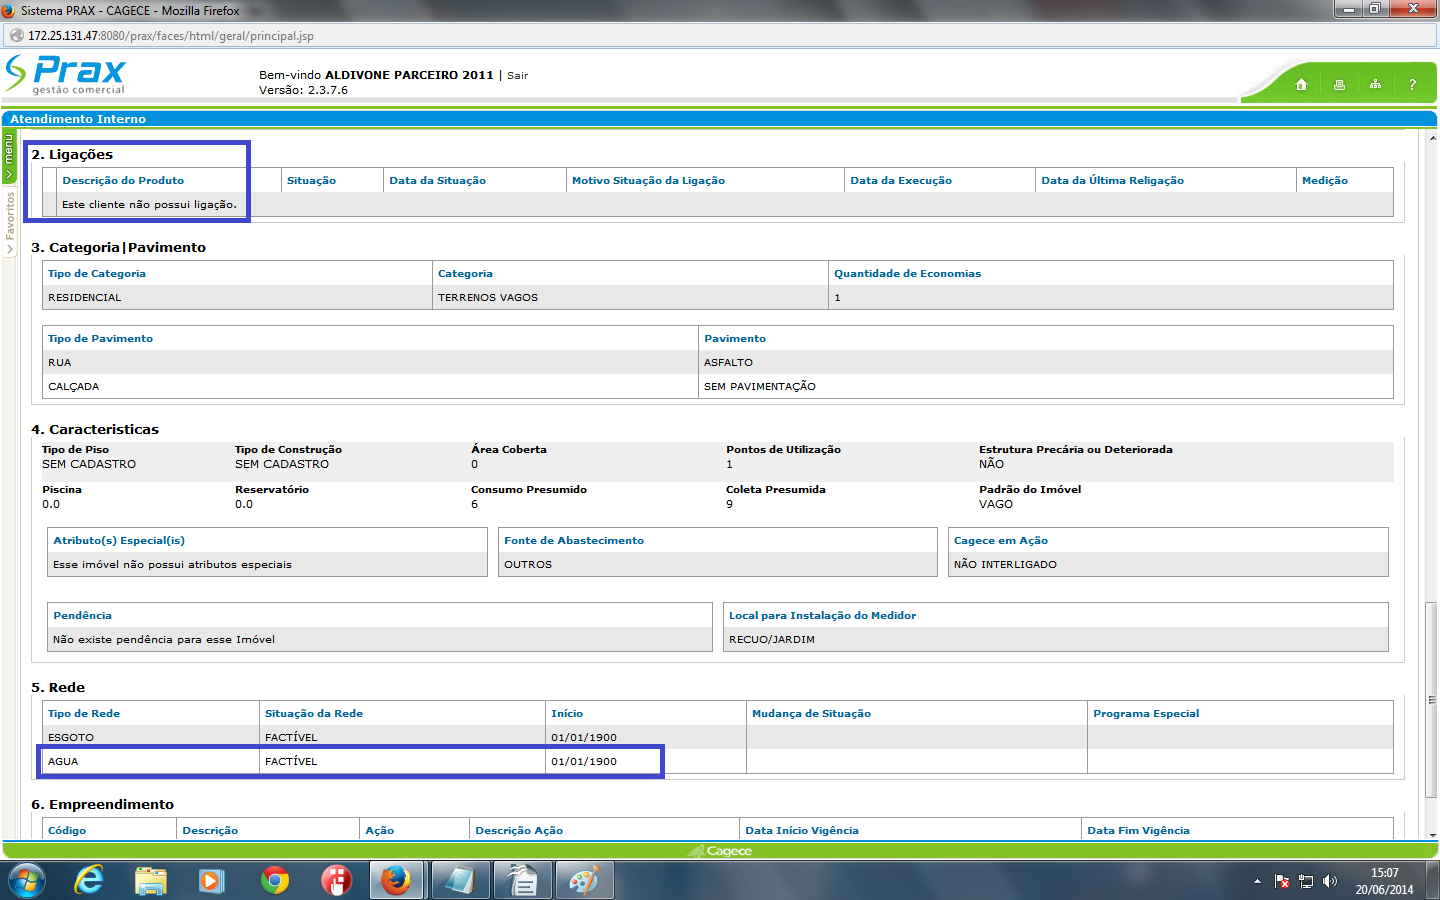 Sistema PRAX - CAGECE - Mozilla Firefox
172.25.131.47:8080/prax/faces/html/geral/principal.jsp
Prax
gestão comercial
Bem-vindo ALDIVONE PARCEIRO 2011 | Sair
Versão: 2.3.7.6
?
Atendimento Interno
menu
Favoritos
2. Ligações
Descrição do Produto Situação Data da Situação Motivo Situação da Ligação Data da Execução Data da Última Religação Medição
Este cliente não possui ligação.
3. Categoria|Pavimento
Tipo de Categoria Categoria Quantidade de Economias
RESIDENCIAL TERRENOS VAGOS 1
Tipo de Pavimento Pavimento
RUA ASFALTO
CALÇADA SEM PAVIMENTAÇÃO
4. Caracteristicas
Tipo de Piso Tipo de Construção Área Coberta Pontos de Utilização Estrutura Precária ou Deteriorada
SEM CADASTRO SEM CADASTRO 0 1 NÃO
Piscina Reservatório Consumo Presumido Coleta Presumida Padrão do Imóvel
0.0 0.0 6 9 VAGO
Atributo(s) Especial(is) Fonte de Abastecimento Cagece em Ação
Esse imóvel não possui atributos especiais OUTROS NÃO INTERLIGADO
Pendência Local para Instalação do Medidor
Não existe pendência para esse Imóvel RECUO/JARDIM
5. Rede
Tipo de Rede Situação da Rede Início Mudança de Situação Programa Especial
ESGOTO FACTÍVEL 01/01/1900
AGUA FACTÍVEL 01/01/1900
6. Empreendimento
Código Descrição Ação Descrição Ação Data Início Vigência Data Fim Vigência
Cagece
15:07
20/06/2014